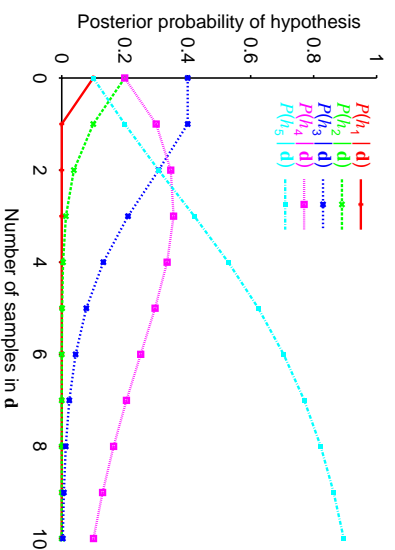 Posterior probability of hypothesis
1
0.8
0.6
0.4
0.2
0
P(h1 | d)
P(h2 | d)
P(h3 | d)
P(h4 | d)
P(h5 | d)
0 2 4 6 8 10
Number of samples in d